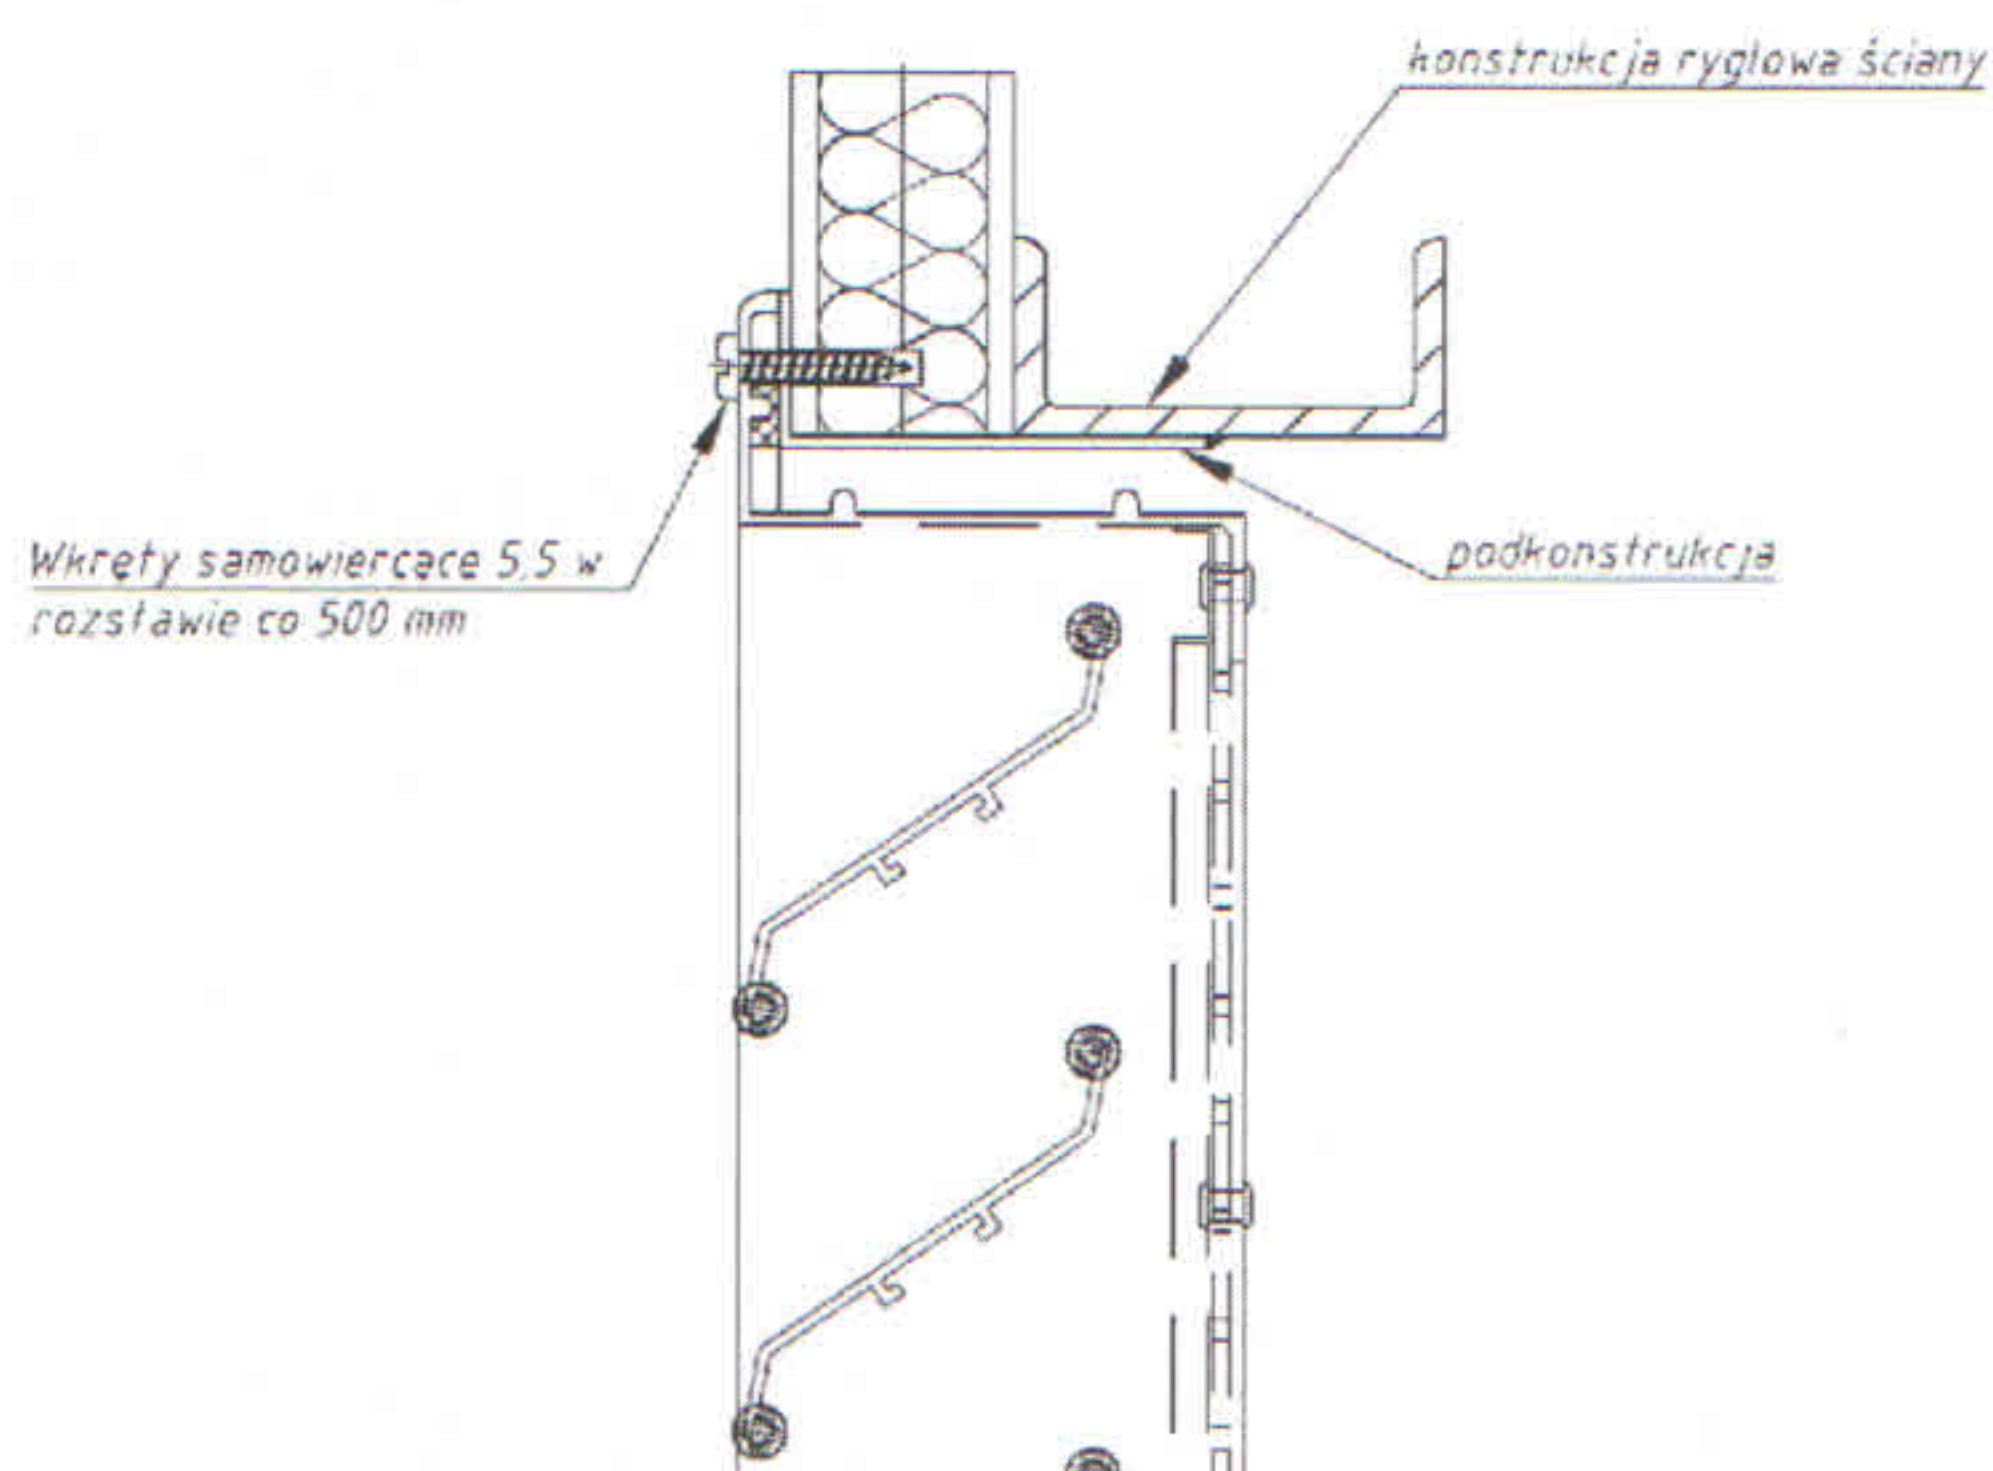 konstrukcja ryglowa ściany
Wkręty samowiercące 5,5 w
rozstawie co 500 mm
podkonstrukcja